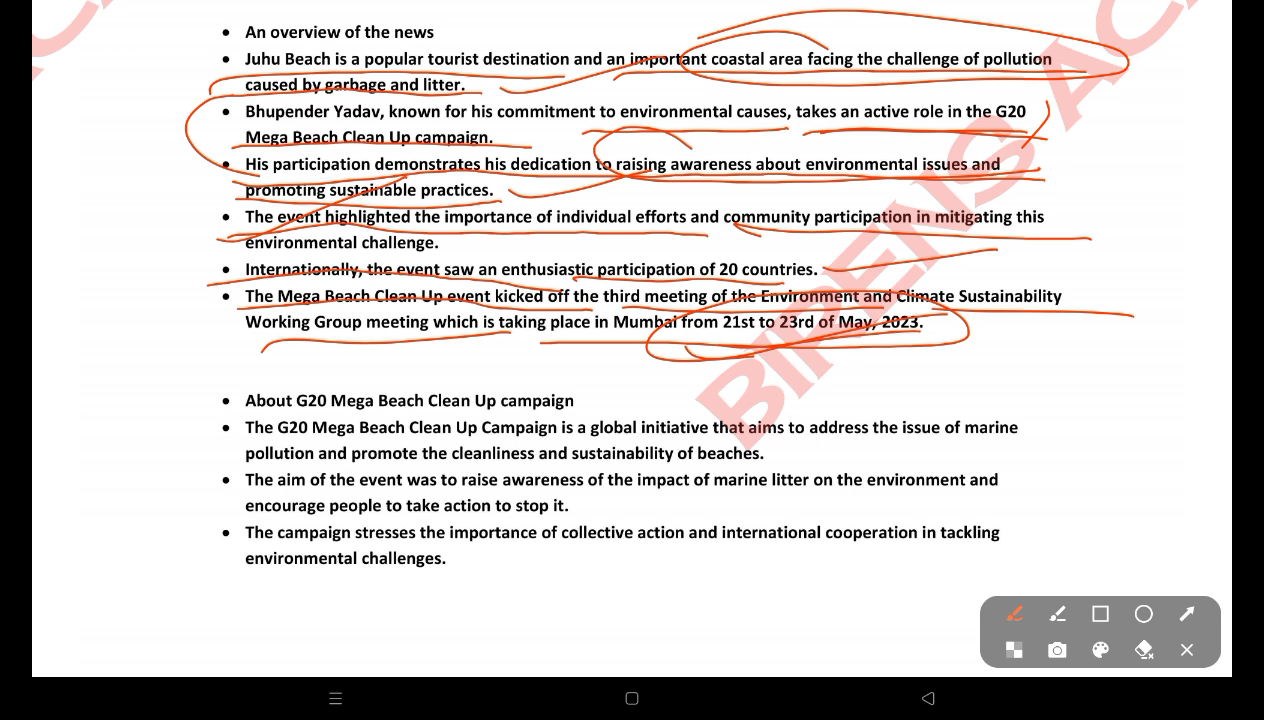 • An overview of the news
• Juhu Beach is a popular tourist destination and an important coastal area facing the challenge of pollution
caused by garbage and litter.
• Bhupender Yadav, known for his commitment to environmental causes, takes an active role in the G20
Mega Beach Clean Up campaign.
• His participation demonstrates his dedication to raising awareness about environmental issues and
promoting sustainable practices.
• The event highlighted the importance of individual efforts and community participation in mitigating this
environmental challenge.
• Internationally, the event saw an enthusiastic participation of 20 countries.
• The Mega Beach Clean Up event kicked off the third meeting of the Environment and Climate Sustainability
Working Group meeting which is taking place in Mumbai from 21st to 23rd of May, 2023.
• About G20 Mega Beach Clean Up campaign
• The G20 Mega Beach Clean Up Campaign is a global initiative that aims to address the issue of marine
pollution and promote the cleanliness and sustainability of beaches.
• The aim of the event was to raise awareness of the impact of marine litter on the environment and
encourage people to take action to stop it.
• The campaign stresses the importance of collective action and international cooperation in tackling
environmental challenges.
BIPENS AC